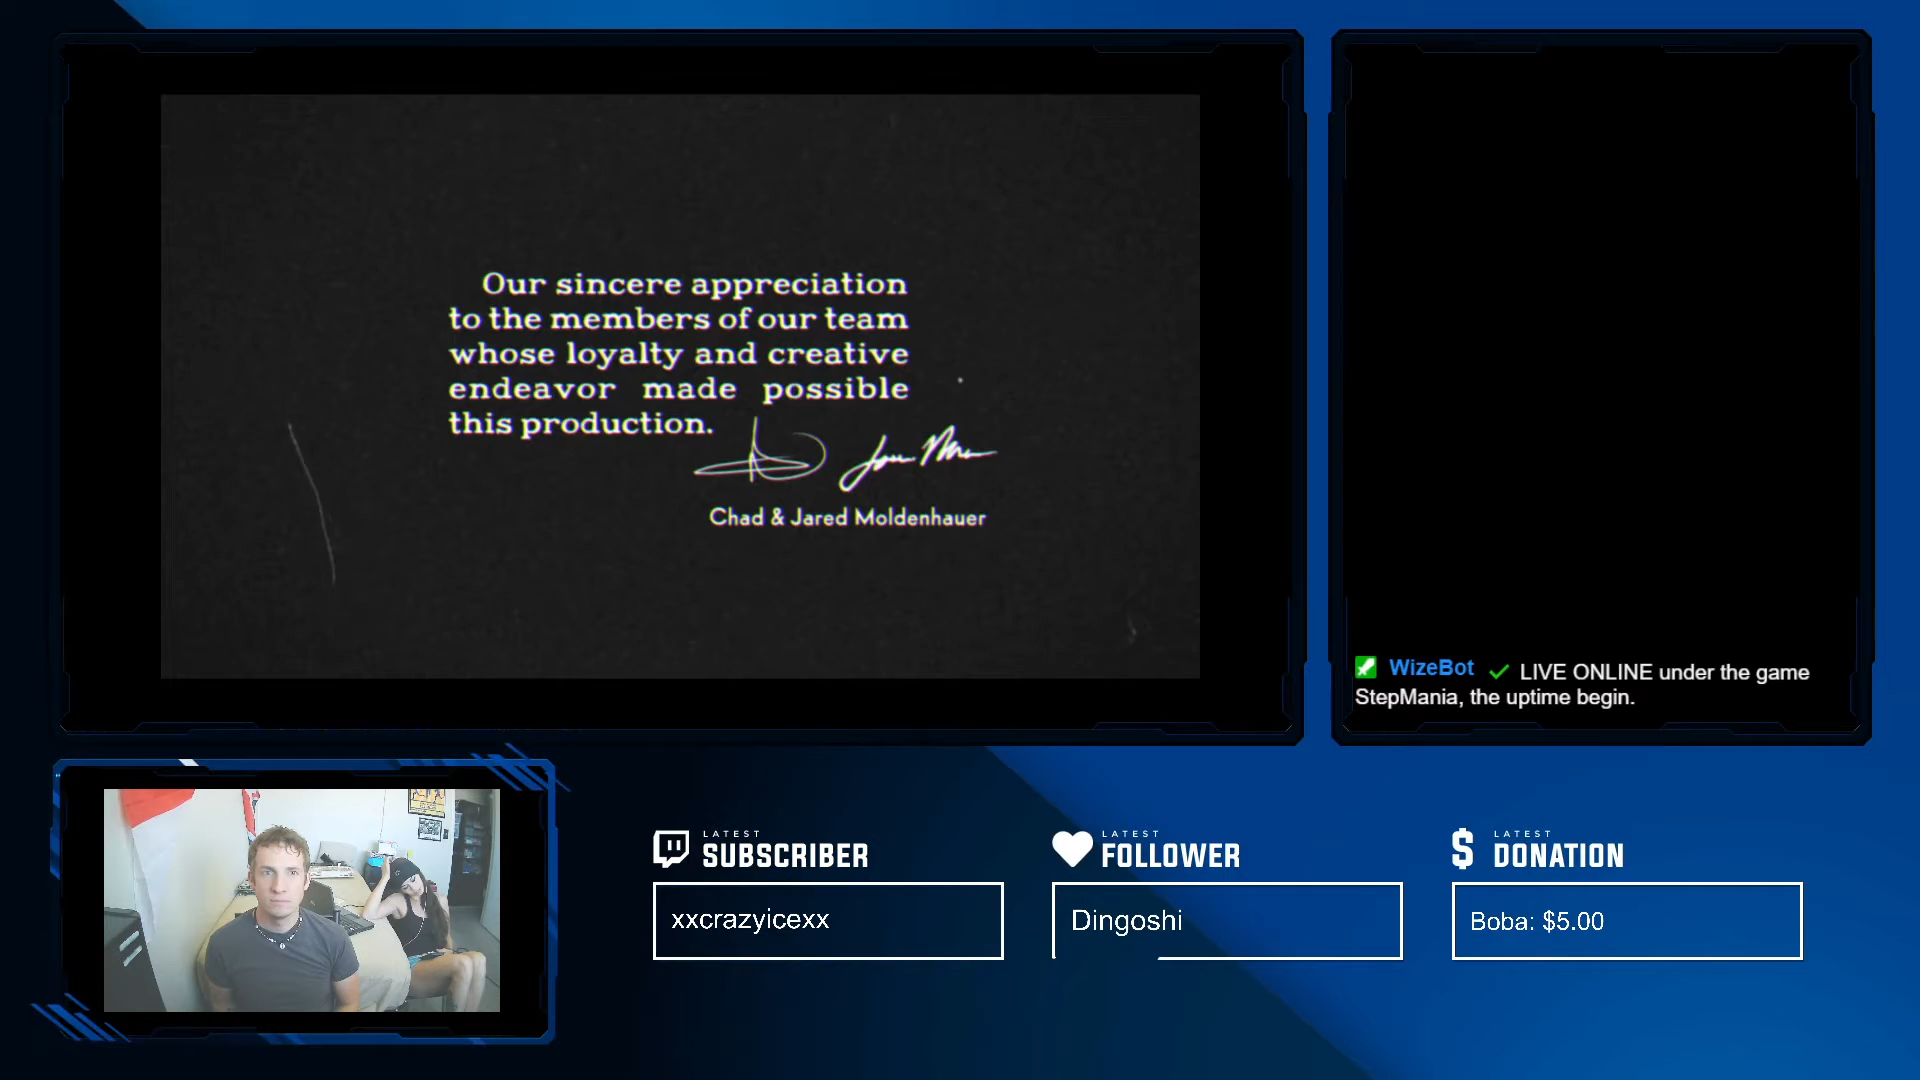 Our sincere appreciation
to the members of our team
whose loyalty and creative
endeavor made possible
this production.
Chad & Jared Moldenhauer
WizeBot LIVE ONLINE under the game
StepMania, the uptime begin.
LATEST
SUBSCRIBER
xxcrazyicexx
LATEST
FOLLOWER
Dingoshi
LATEST
DONATION
Boba: $5.00